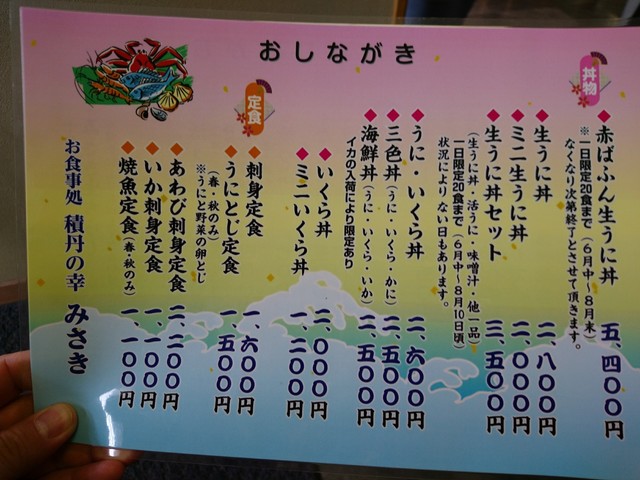 おしながき
丼物
◆赤ばふん生うに丼 五、四〇〇円
※一日限定20食まで（6月中～8月末）
なくなり次第終了とさせて頂きます。
◆生うに丼 二、八〇〇円
◆ミニ生うに丼 二、〇〇〇円
◆生うに丼セット 三、五〇〇円
（生うに丼・活うに・味噌汁・他一品）
一日限定20食まで（6月中～8月10日頃）
状況によりない日もあります。
◆うに・いくら丼 二、六〇〇円
◆三色丼（うに・いくら・かに） 二、五〇〇円
◆海鮮丼（うに・いくら・いか） 二、五〇〇円
イカの入荷により限定あり
◆いくら丼 二、〇〇〇円
◆ミニいくら丼 一、二〇〇円
定食
◆刺身定食 一、六〇〇円
◆うにとじ定食 一、五〇〇円
（春・秋のみ）
※うにと野菜の卵とじ
◆あわび刺身定食 二、二〇〇円
◆いか刺身定食 一、一〇〇円
◆焼魚定食（春・秋のみ） 一、一〇〇円
お食事処 積丹の幸 みさき